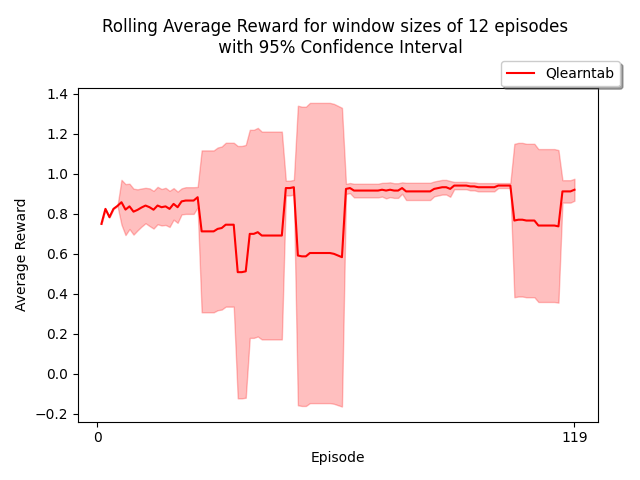 Rolling Average Reward for window sizes of 12 episodes
with 95% Confidence Interval
Qlearntab
1.4
1.2
1.0
0.8
0.6
0.4
0.2
0.0
−0.2
Average Reward
0
119
Episode